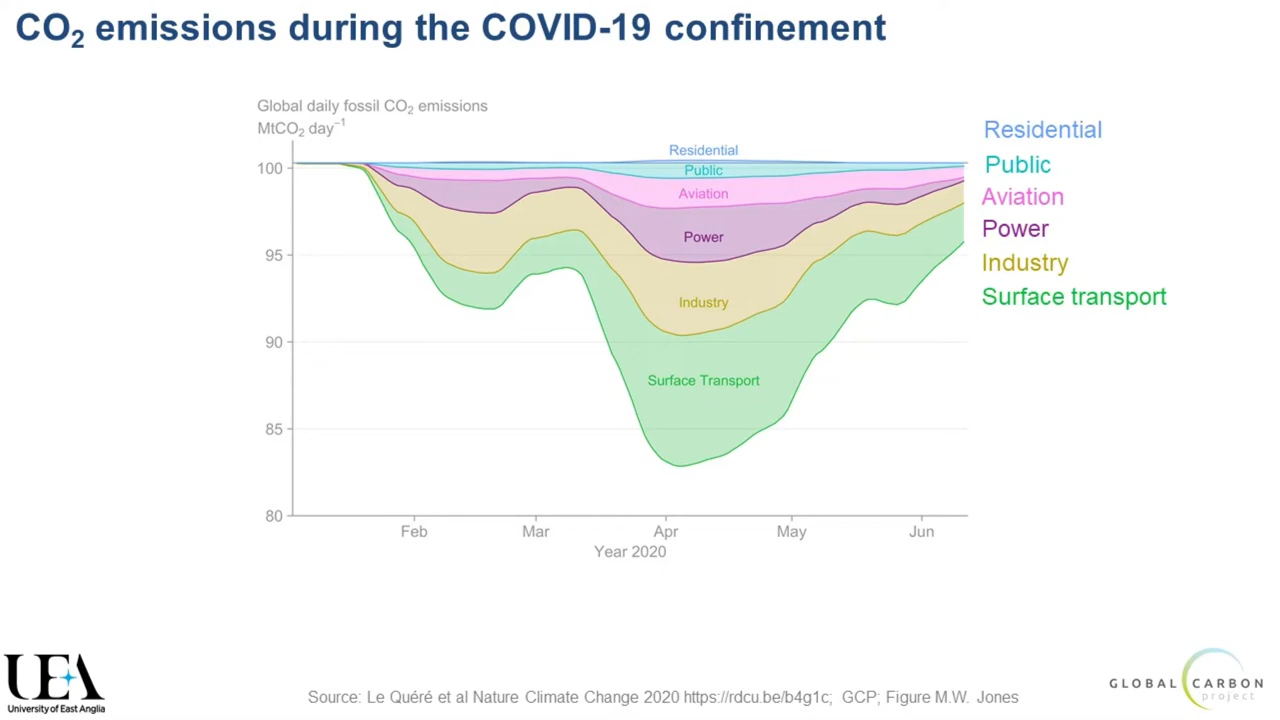 CO₂ emissions during the COVID-19 confinement
Global daily fossil CO₂ emissions
MtCO₂ day⁻¹
100
95
90
85
80
Residential
Public
Aviation
Power
Industry
Surface Transport
Feb
Mar
Apr
May
Jun
Year 2020
Residential
Public
Aviation
Power
Industry
Surface transport
UEA
University of East Anglia
Source: Le Quéré et al Nature Climate Change 2020 https://rdcu.be/b4g1c; GCP; Figure M.W. Jones
GLOBAL CARBON
project